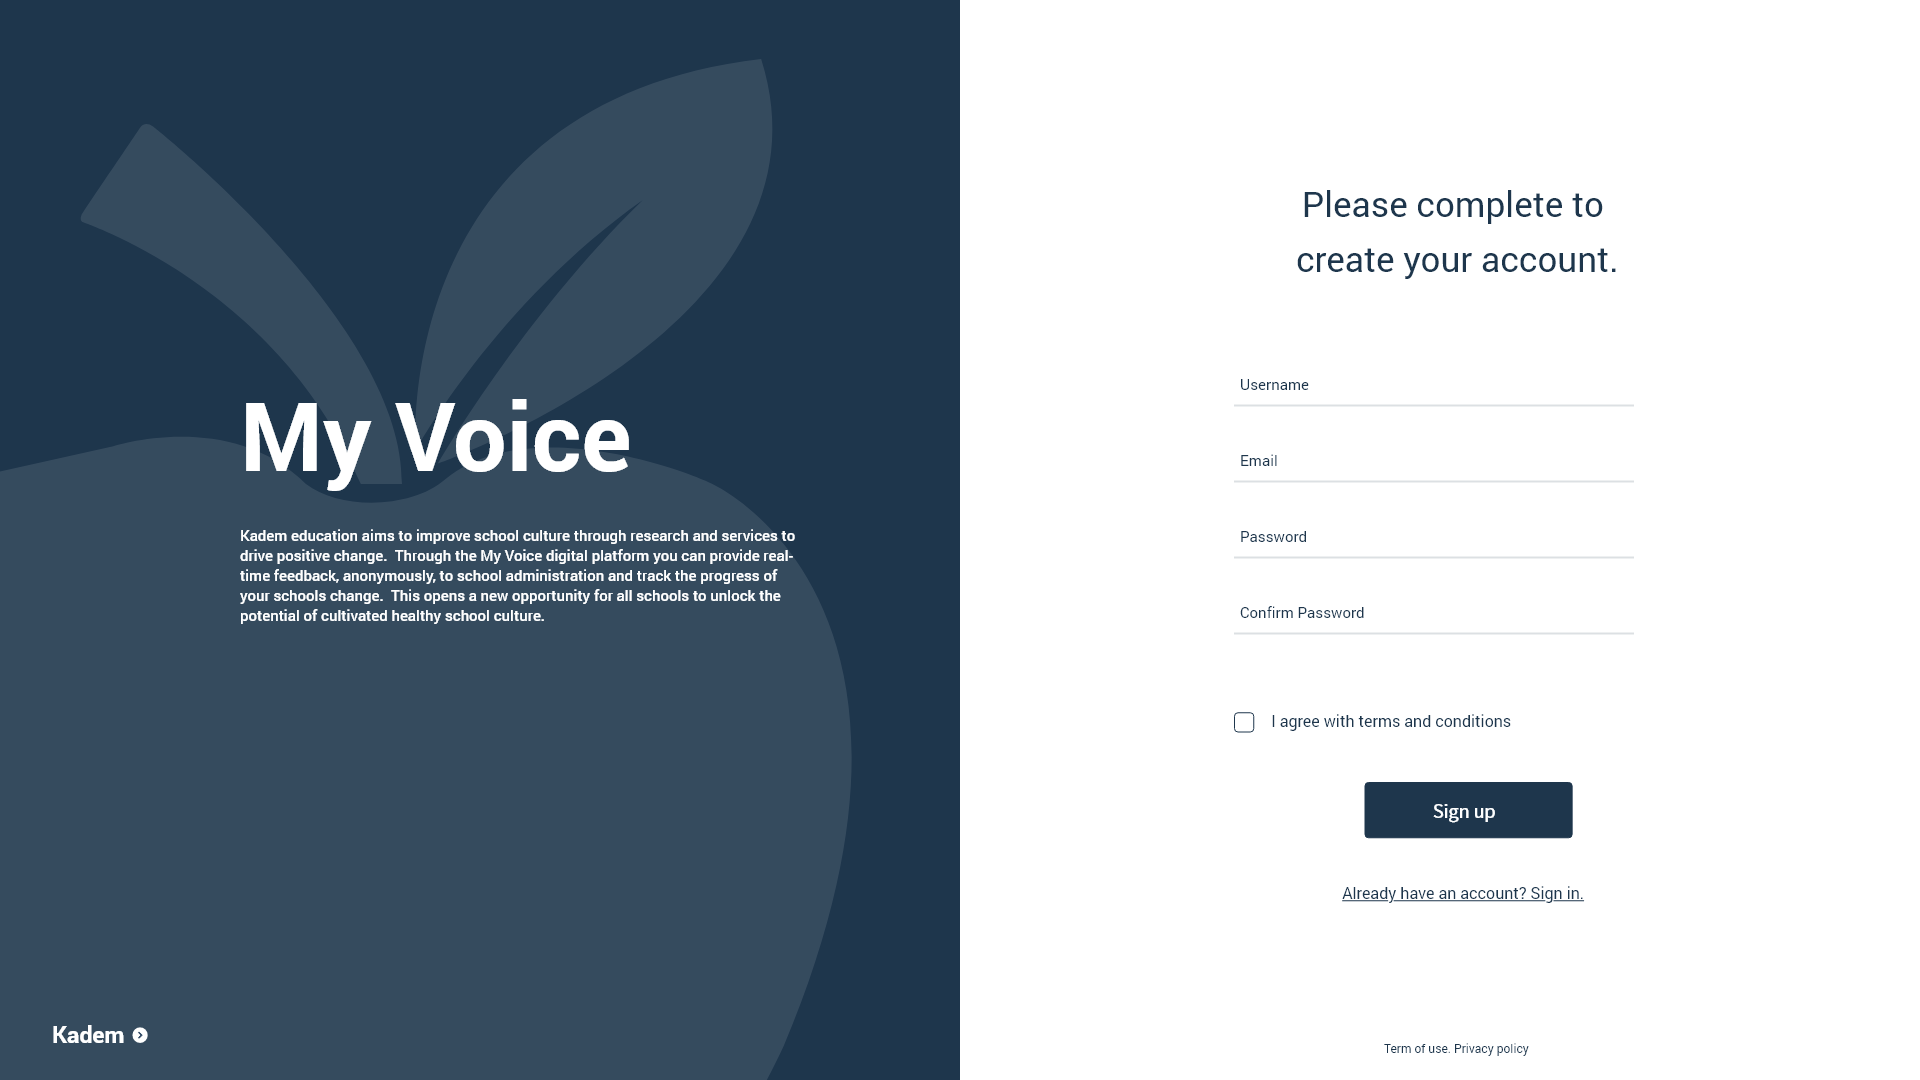 My Voice
Kadem education aims to improve school culture through research and services to
drive positive change.  Through the My Voice digital platform you can provide real-
time feedback, anonymously, to school administration and track the progress of
your schools change.  This opens a new opportunity for all schools to unlock the
potential of cultivated healthy school culture.
Kadem
Please complete to
create your account.
Username
Email
Password
Confirm Password
I agree with terms and conditions
Sign up
Already have an account? Sign in.
Term of use. Privacy policy